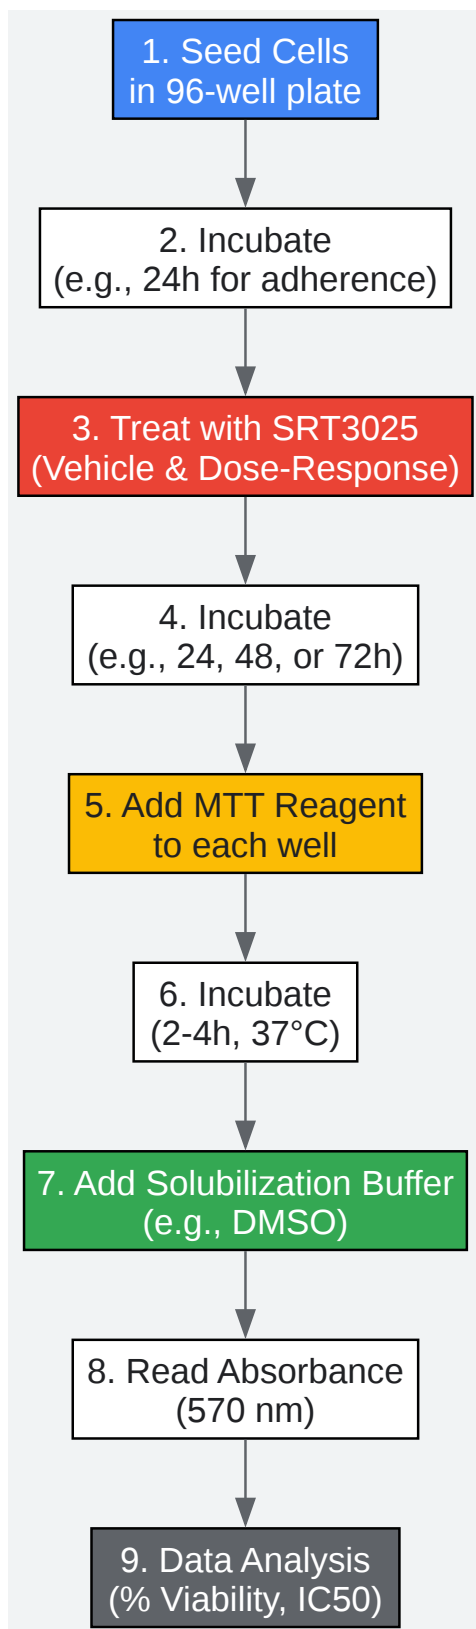 1. Seed Cells
in 96-well plate
2. Incubate
(e.g., 24h for adherence)
3. Treat with SRT3025
(Vehicle & Dose-Response)
4. Incubate
(e.g., 24, 48, or 72h)
5. Add MTT Reagent
to each well
6. Incubate
(2-4h, 37°C)
7. Add Solubilization Buffer
(e.g., DMSO)
8. Read Absorbance
(570 nm)
9. Data Analysis
(% Viability, IC50)